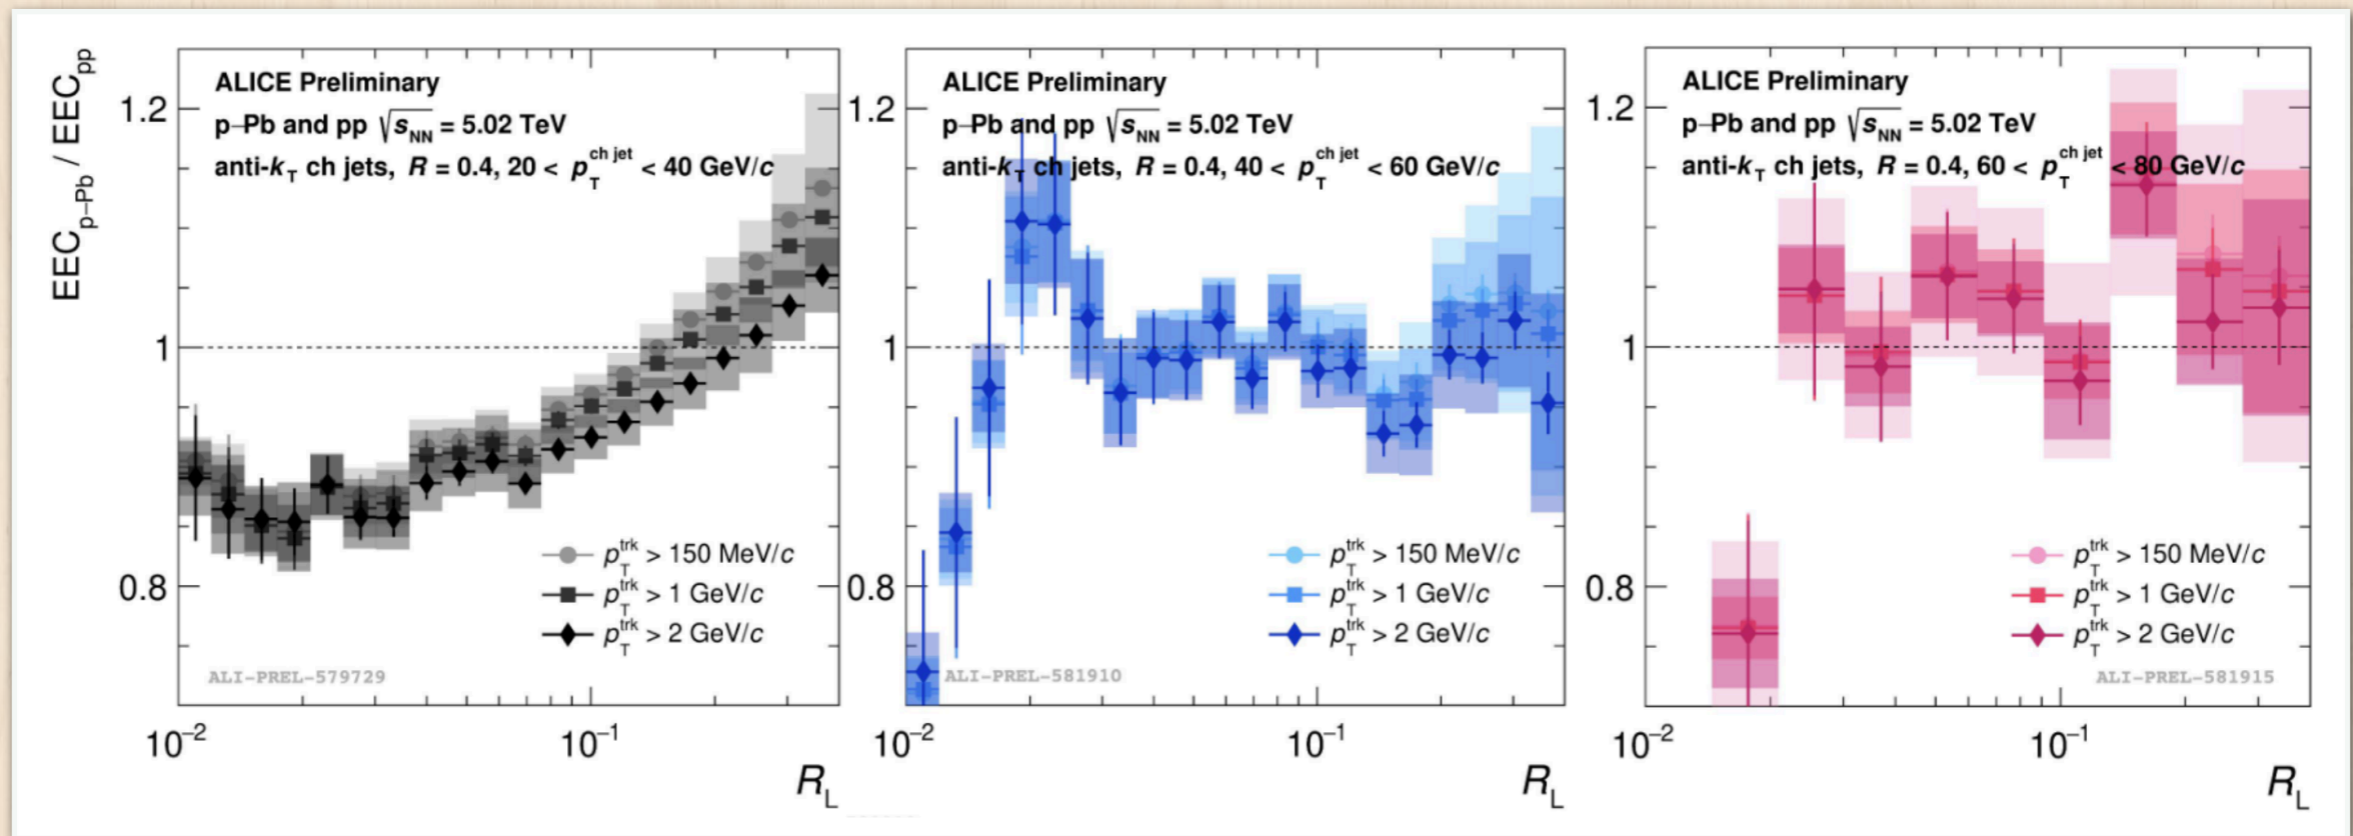 EEC_p–Pb / EEC_pp
1.2
1
0.8
ALICE Preliminary
p–Pb and pp √s_NN = 5.02 TeV
anti-k_T ch jets, R = 0.4, 20 < p_T^ch jet < 40 GeV/c
p_T^trk > 150 MeV/c
p_T^trk > 1 GeV/c
p_T^trk > 2 GeV/c
ALI-PREL-579729
10^–2
10^–1
R_L
1.2
1
0.8
ALICE Preliminary
p–Pb and pp √s_NN = 5.02 TeV
anti-k_T ch jets, R = 0.4, 40 < p_T^ch jet < 60 GeV/c
p_T^trk > 150 MeV/c
p_T^trk > 1 GeV/c
p_T^trk > 2 GeV/c
ALI-PREL-581910
10^–2
10^–1
R_L
1.2
1
0.8
ALICE Preliminary
p–Pb and pp √s_NN = 5.02 TeV
anti-k_T ch jets, R = 0.4, 60 < p_T^ch jet < 80 GeV/c
p_T^trk > 150 MeV/c
p_T^trk > 1 GeV/c
p_T^trk > 2 GeV/c
ALI-PREL-581915
10^–2
10^–1
R_L